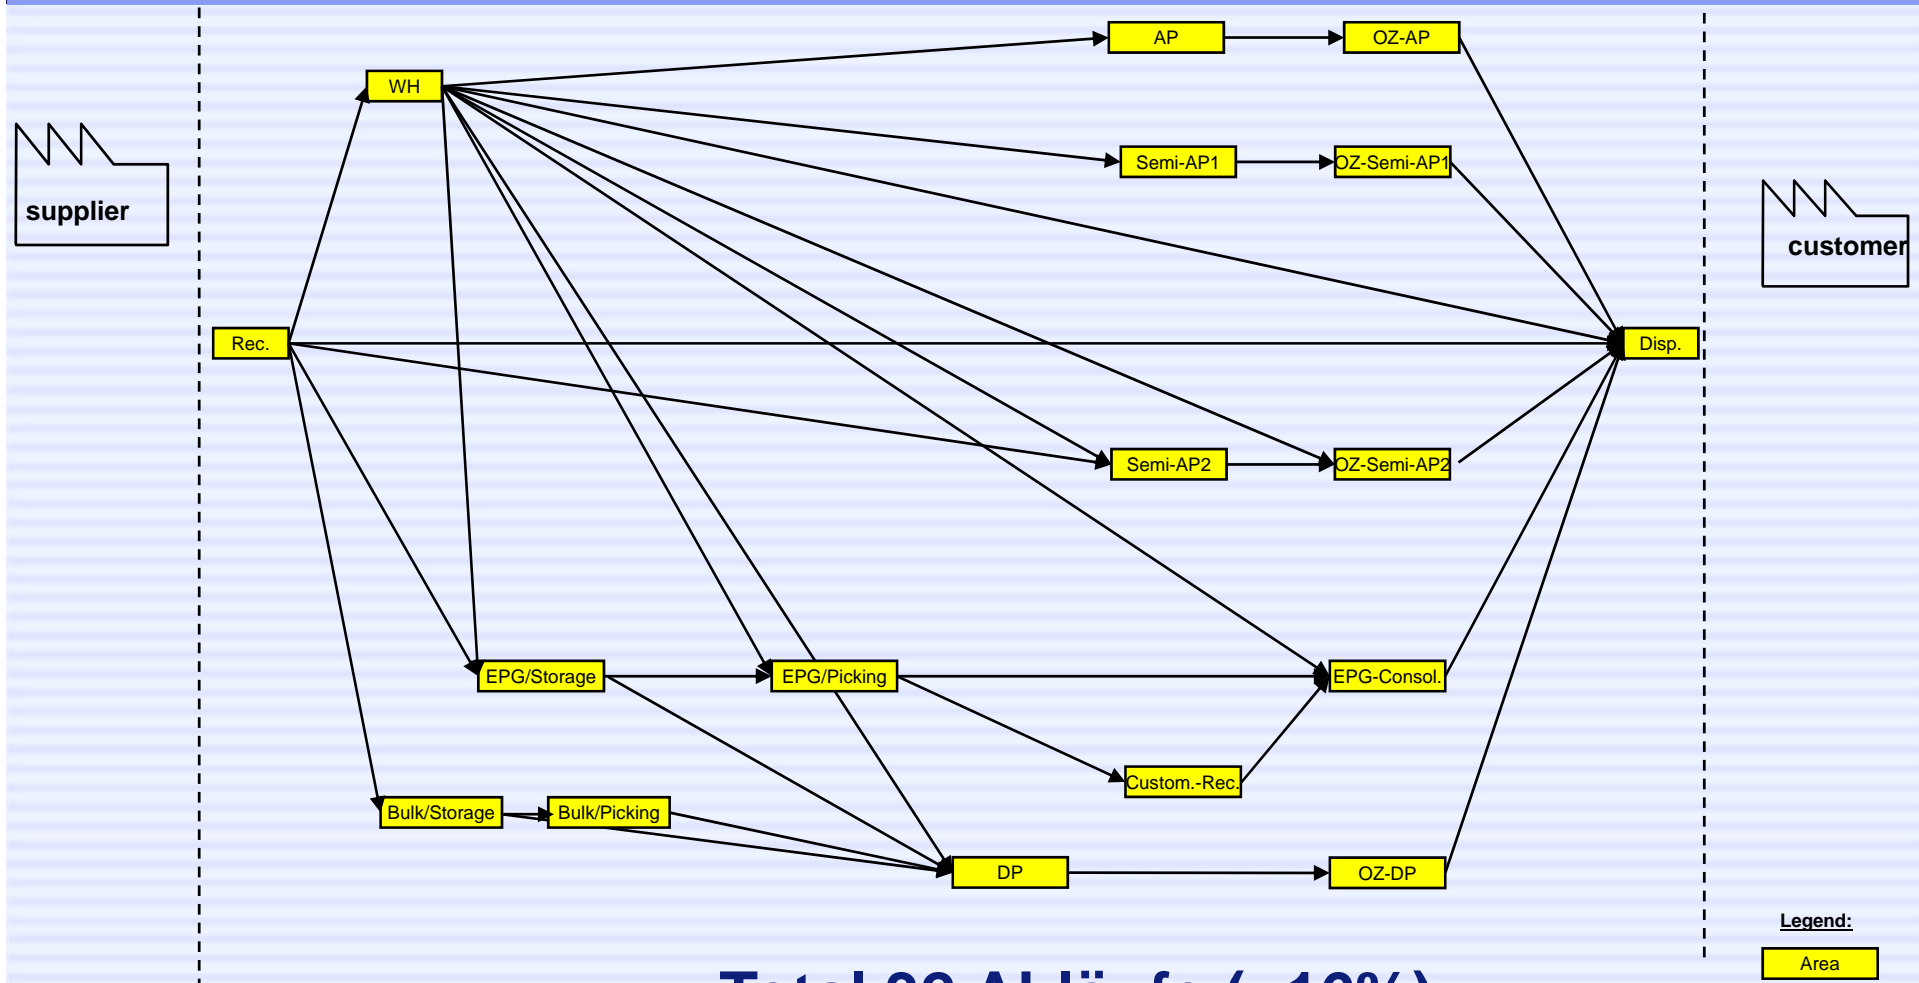 AP
OZ-AP
WH
Semi-AP1
OZ-Semi-AP1
supplier
customer
Rec.
Disp.
Semi-AP2
OZ-Semi-AP2
EPG/Storage
EPG/Picking
EPG-Consol.
Custom.-Rec.
Bulk/Storage
Bulk/Picking
DP
OZ-DP
Legend:
Area
Total